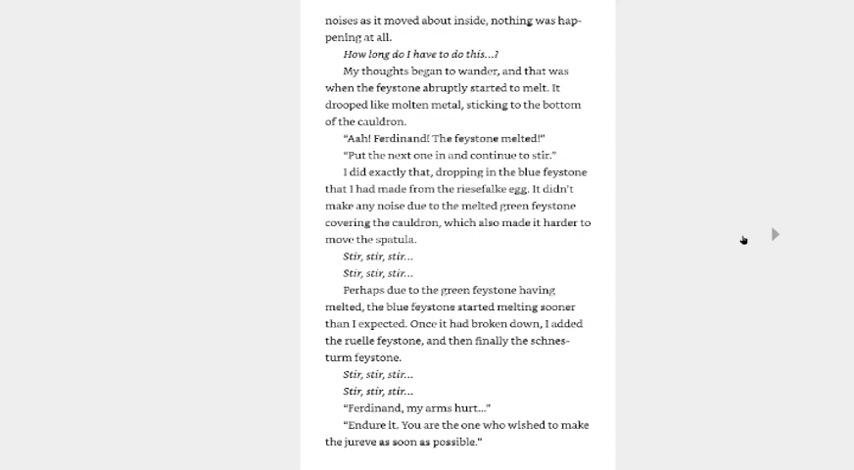 noises as it moved about inside, nothing was hap-
pening at all.
How long do I have to do this...?
My thoughts began to wander, and that was
when the feystone abruptly started to melt. It
drooped like molten metal, sticking to the bottom
of the cauldron.
“Aah! Ferdinand! The feystone melted!”
“Put the next one in and continue to stir.”
I did exactly that, dropping in the blue feystone
that I had made from the riesefalke egg. It didn’t
make any noise due to the melted green feystone
covering the cauldron, which also made it harder to
move the spatula.
Stir, stir, stir...
Stir, stir, stir...
Perhaps due to the green feystone having
melted, the blue feystone started melting sooner
than I expected. Once it had broken down, I added
the ruelle feystone, and then finally the schnes-
turm feystone.
Stir, stir, stir...
Stir, stir, stir...
“Ferdinand, my arms hurt...”
“Endure it. You are the one who wished to make
the jureve as soon as possible.”